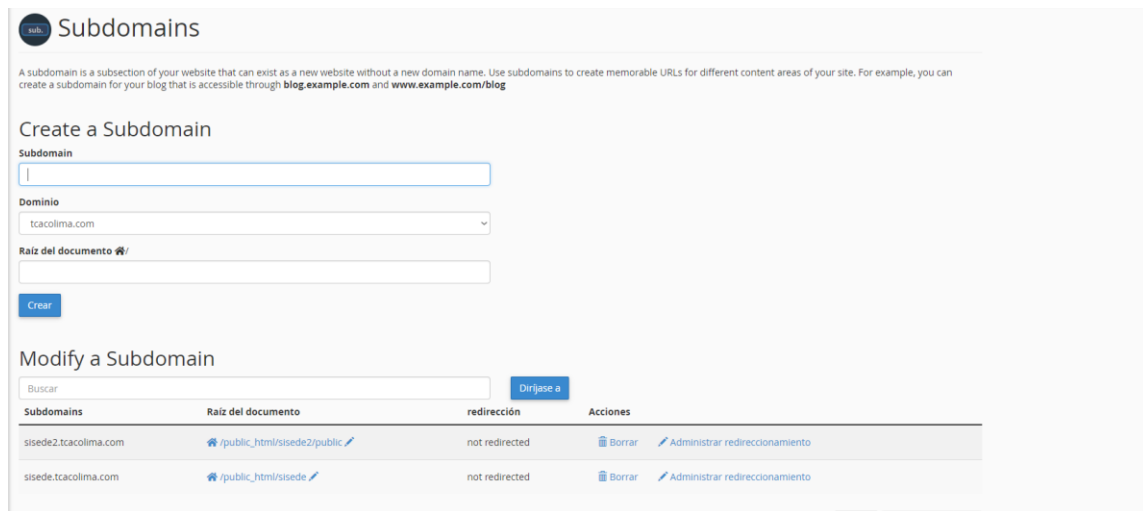 sub.
Subdomains
A subdomain is a subsection of your website that can exist as a new website without a new domain name. Use subdomains to create memorable URLs for different content areas of your site. For example, you can
create a subdomain for your blog that is accessible through blog.example.com and www.example.com/blog
Create a Subdomain
Subdomain
Dominio
tcacolima.com
Raíz del documento /
Crear
Modify a Subdomain
Buscar
Diríjase a
Subdomains Raíz del documento redirección Acciones
sisede2.tcacolima.com /public_html/sisede2/public not redirected Borrar Administrar redireccionamiento
sisede.tcacolima.com /public_html/sisede not redirected Borrar Administrar redireccionamiento